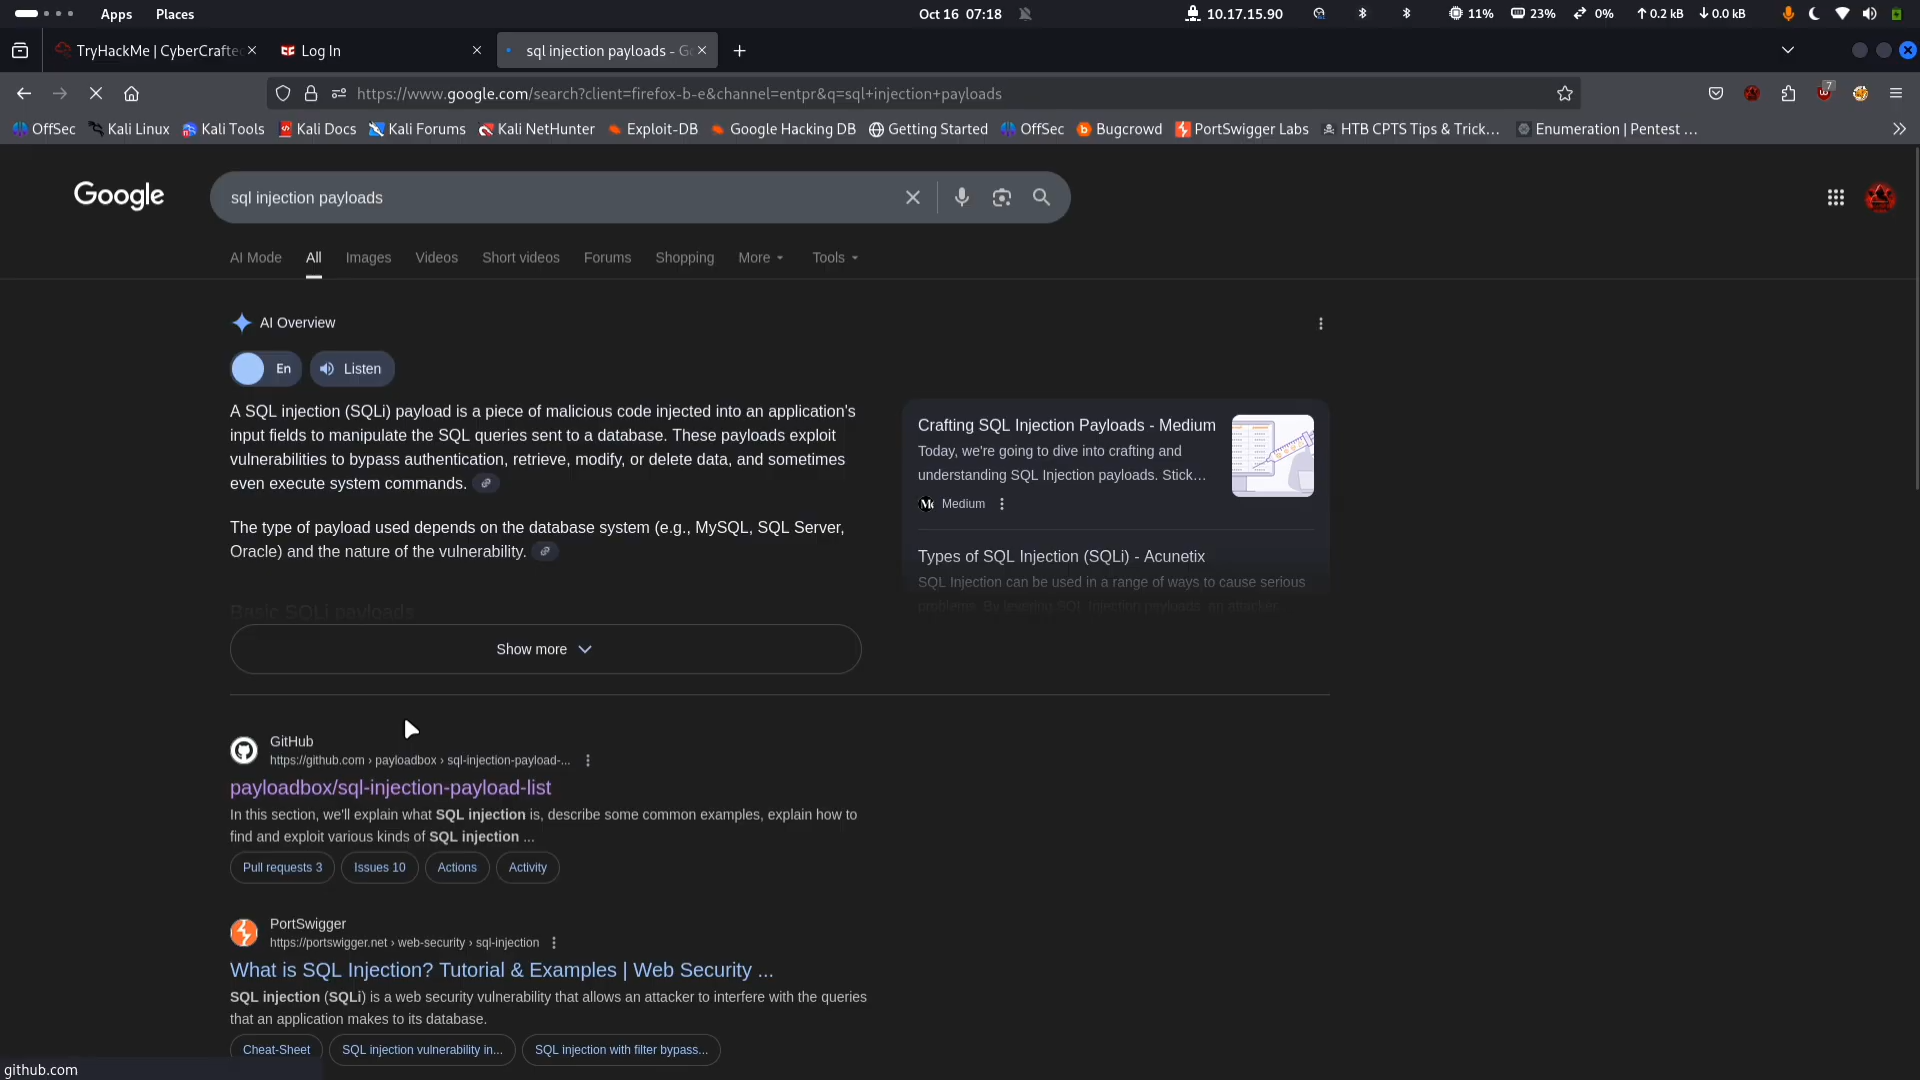 Apps Places Oct 16 07:18 10.17.15.90 11% 23% 0% 0.2 kB 0.0 kB
TryHackMe | CyberCrafte Log In sql injection payloads - Go
https://www.google.com/search?client=firefox-b-e&channel=entpr&q=sql+injection+payloads 7
OffSec Kali Linux Kali Tools Kali Docs Kali Forums Kali NetHunter Exploit-DB Google Hacking DB Getting Started OffSec Bugcrowd PortSwigger Labs HTB CPTS Tips & Trick... Enumeration | Pentest ...
Google sql injection payloads
AI Mode All Images Videos Short videos Forums Shopping More Tools
AI Overview
En Listen
A SQL injection (SQLi) payload is a piece of malicious code injected into an application's
input fields to manipulate the SQL queries sent to a database. These payloads exploit
vulnerabilities to bypass authentication, retrieve, modify, or delete data, and sometimes
even execute system commands.
The type of payload used depends on the database system (e.g., MySQL, SQL Server,
Oracle) and the nature of the vulnerability.
Basic SQLi payloads
Show more
Crafting SQL Injection Payloads - Medium
Today, we're going to dive into crafting and
understanding SQL Injection payloads. Stick...
Medium
Types of SQL Injection (SQLi) - Acunetix
SQL Injection can be used in a range of ways to cause serious
problems. By levering SQL Injection payloads, an attacker
GitHub
https://github.com › payloadbox › sql-injection-payload-...
payloadbox/sql-injection-payload-list
In this section, we'll explain what SQL injection is, describe some common examples, explain how to
find and exploit various kinds of SQL injection ...
Pull requests 3 Issues 10 Actions Activity
PortSwigger
https://portswigger.net › web-security › sql-injection
What is SQL Injection? Tutorial & Examples | Web Security ...
SQL injection (SQLi) is a web security vulnerability that allows an attacker to interfere with the queries
that an application makes to its database.
Cheat-Sheet SQL injection vulnerability in... SQL injection with filter bypass...
github.com